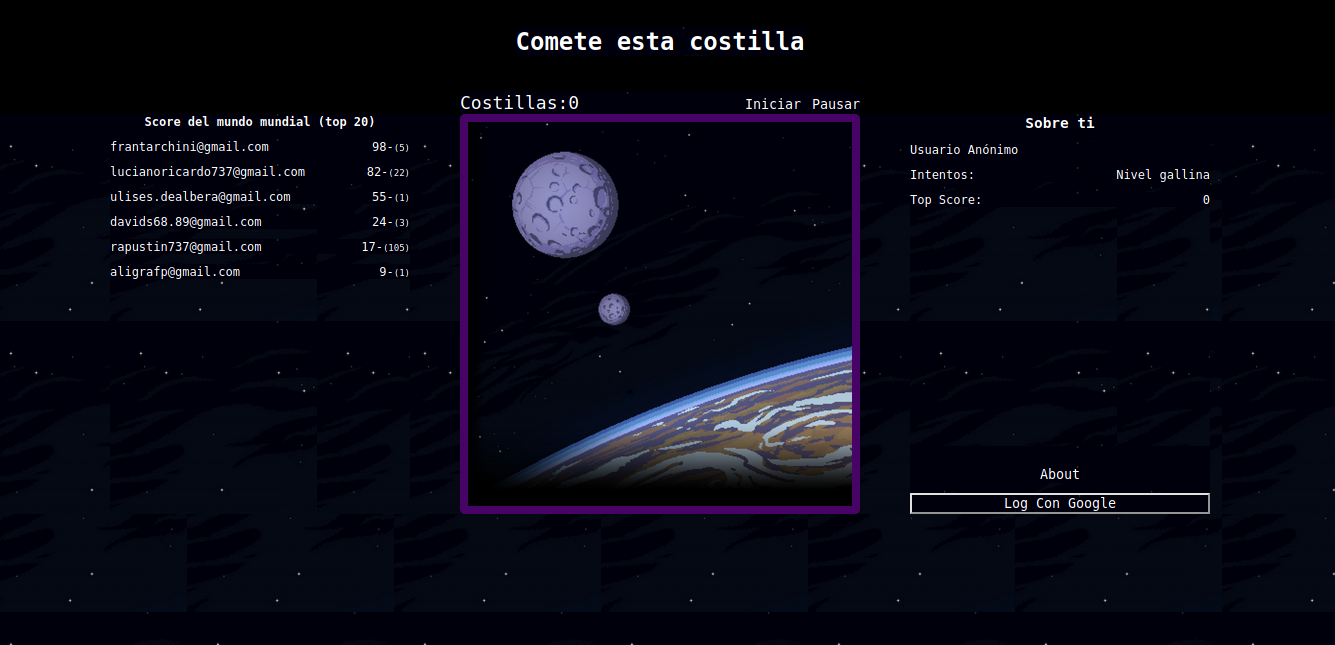 Comete esta costilla
Costillas:0 Iniciar Pausar
Score del mundo mundial (top 20)
frantarchini@gmail.com 98-(5)
lucianoricardo737@gmail.com 82-(22)
ulises.dealbera@gmail.com 55-(1)
davids68.89@gmail.com 24-(3)
rapustin737@gmail.com 17-(105)
aligrafp@gmail.com 9-(1)
Sobre ti
Usuario Anónimo
Intentos: Nivel gallina
Top Score: 0
About
Log Con Google